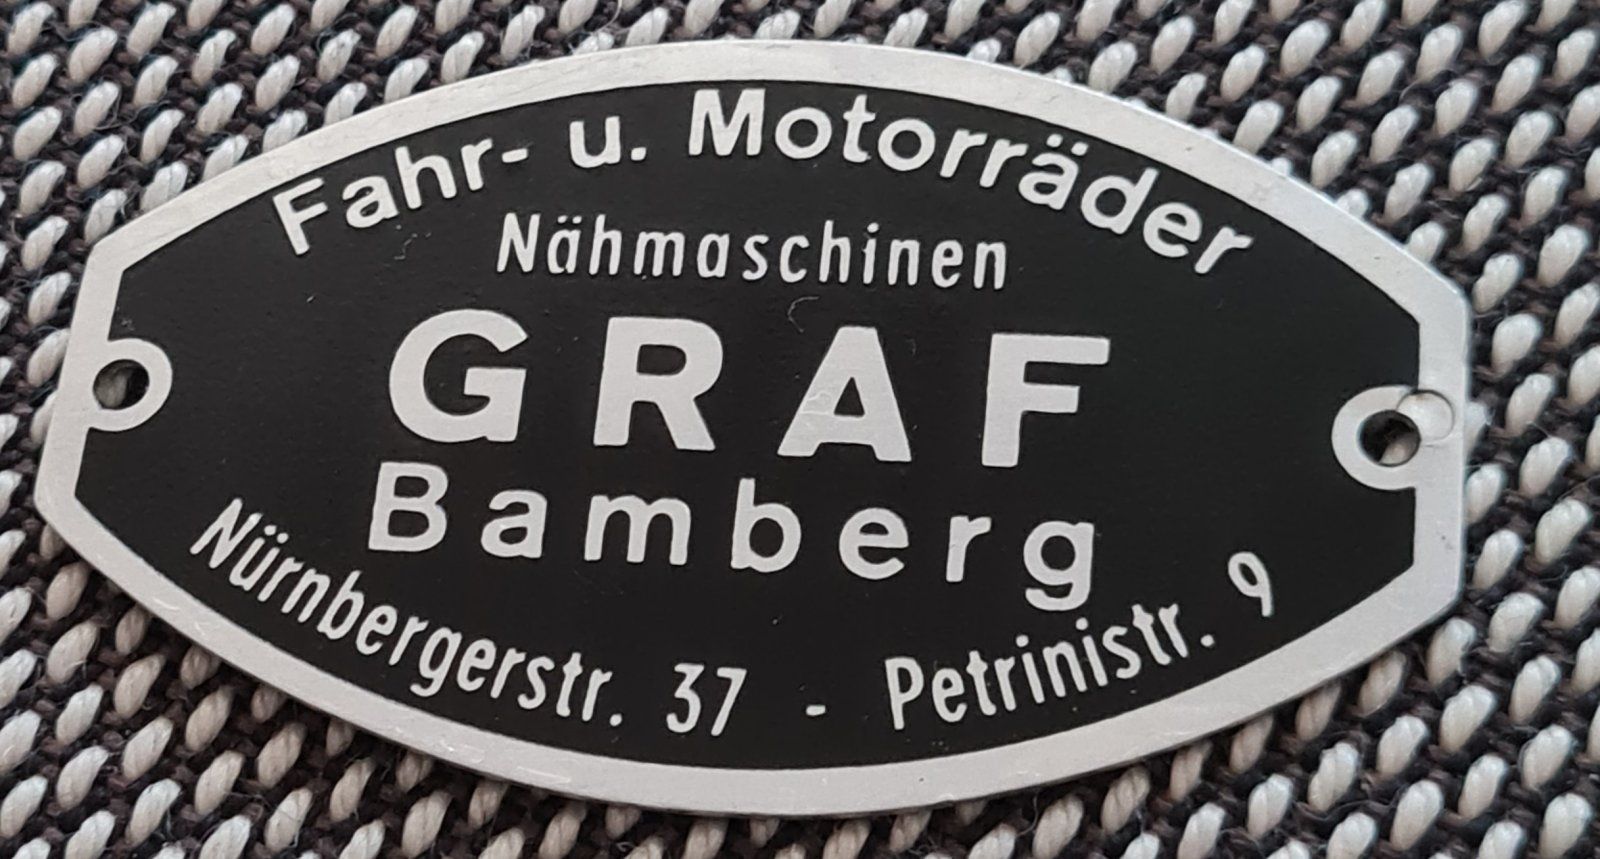 Fahr- u. Motorräder
Nähmaschinen
GRAF
Bamberg
Nürnbergerstr. 37 - Petrinistr. 9